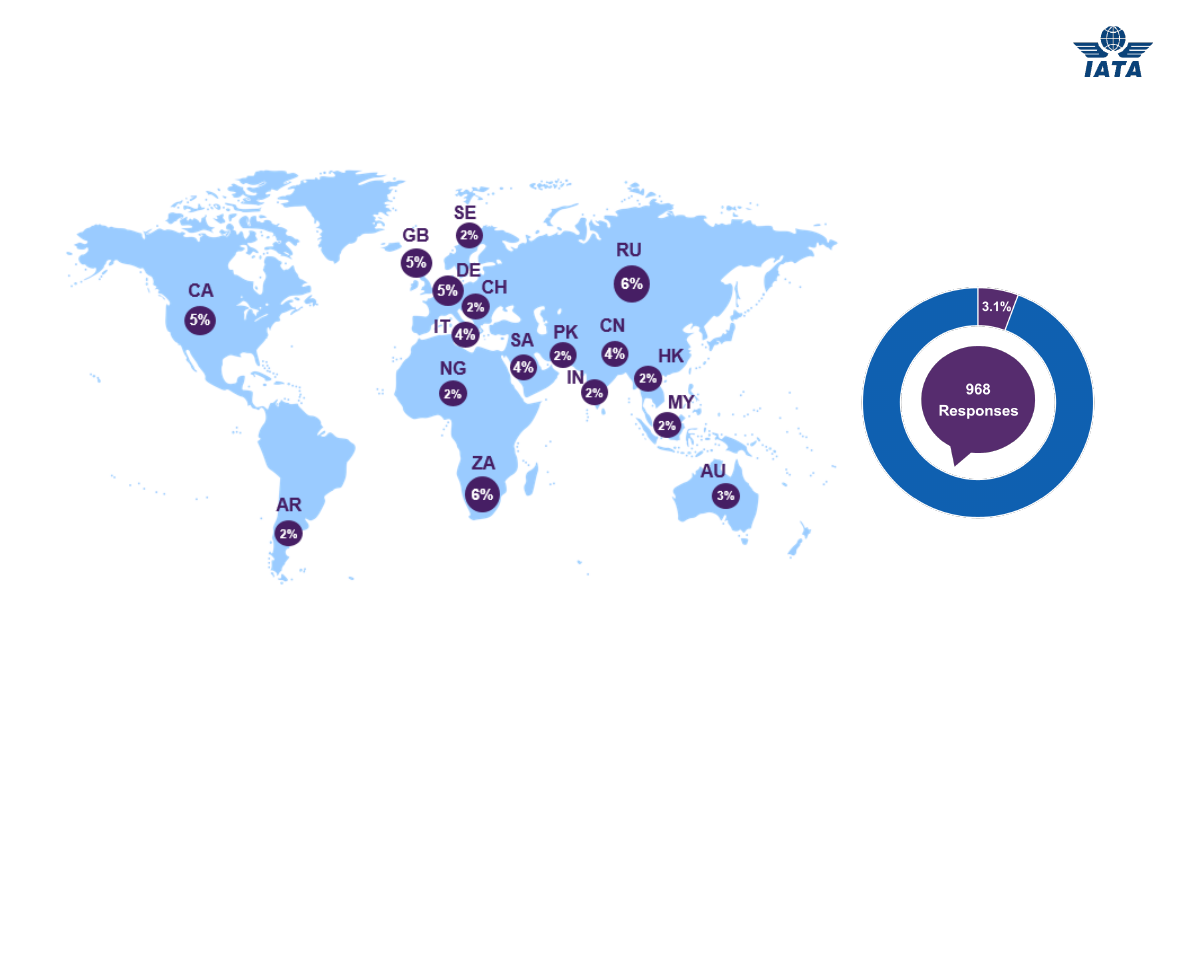 IATA
SE
2%
GB
5%
RU
6%
DE
5%
CH
2%
CA
5%
IT
4%
CN
4%
PK
2%
SA
4%
HK
2%
NG
2%
IN
2%
MY
2%
ZA
6%
AU
3%
AR
2%
3.1%
968
Responses